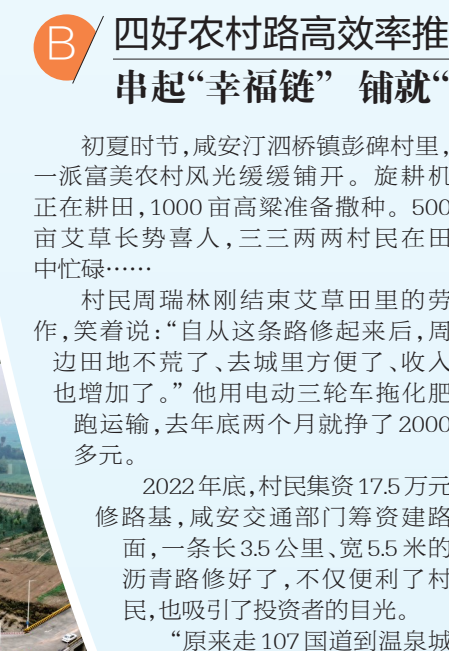 B
四好农村路高效率推
串起“幸福链” 铺就“
初夏时节,咸安汀泗桥镇彭碑村里,
一派富美农村风光缓缓铺开。旋耕机
正在耕田,1000亩高粱准备撒种。500
亩艾草长势喜人,三三两两村民在田
中忙碌……
村民周瑞林刚结束艾草田里的劳
作,笑着说:“自从这条路修起来后,周
边田地不荒了、去城里方便了、收入
也增加了。”他用电动三轮车拖化肥
跑运输,去年底两个月就挣了2000
多元。
2022年底,村民集资17.5万元
修路基,咸安交通部门筹资建路
面,一条长3.5公里、宽5.5米的
沥青路修好了,不仅便利了村
民,也吸引了投资者的目光。
“原来走107国道到温泉城